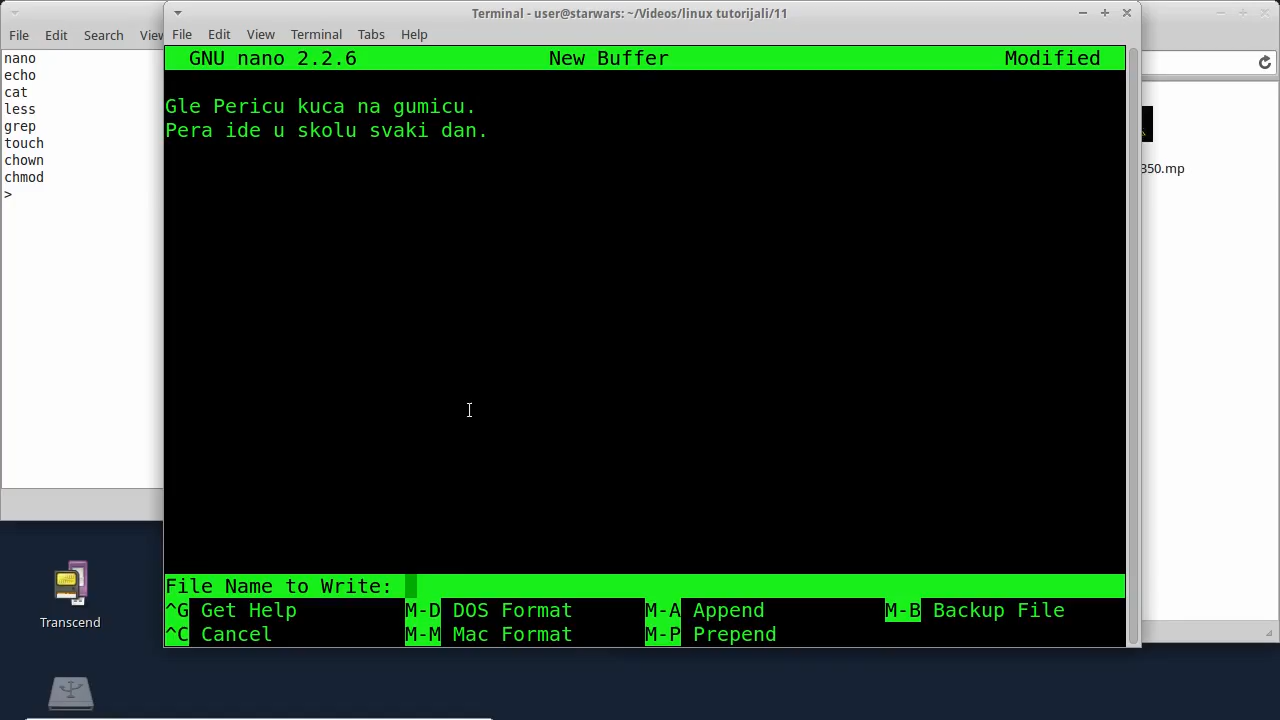 File Edit Search View
nano
echo
cat
less
grep
touch
chown
chmod
>
Terminal - user@starwars: ~/Videos/linux tutorijali/11
File Edit View Terminal Tabs Help
GNU nano 2.2.6 New Buffer Modified
Gle Pericu kuca na gumicu.
Pera ide u skolu svaki dan.
File Name to Write:
^G Get Help M-D DOS Format M-A Append M-B Backup File
^C Cancel M-M Mac Format M-P Prepend
350.mp
Transcend